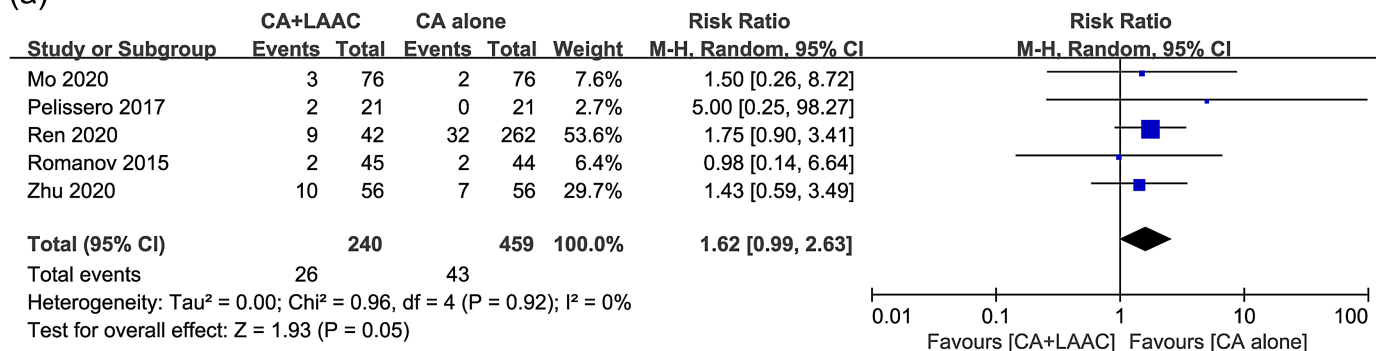 (a)
CA+LAAC CA alone Risk Ratio Risk Ratio
Study or Subgroup Events Total Events Total Weight M-H, Random, 95% CI M-H, Random, 95% CI
Mo 2020 3 76 2 76 7.6% 1.50 [0.26, 8.72]
Pelissero 2017 2 21 0 21 2.7% 5.00 [0.25, 98.27]
Ren 2020 9 42 32 262 53.6% 1.75 [0.90, 3.41]
Romanov 2015 2 45 2 44 6.4% 0.98 [0.14, 6.64]
Zhu 2020 10 56 7 56 29.7% 1.43 [0.59, 3.49]
Total (95% CI) 240 459 100.0% 1.62 [0.99, 2.63]
Total events 26 43
Heterogeneity: Tau² = 0.00; Chi² = 0.96, df = 4 (P = 0.92); I² = 0%
Test for overall effect: Z = 1.93 (P = 0.05)
0.01 0.1 1 10 100
Favours [CA+LAAC] Favours [CA alone]